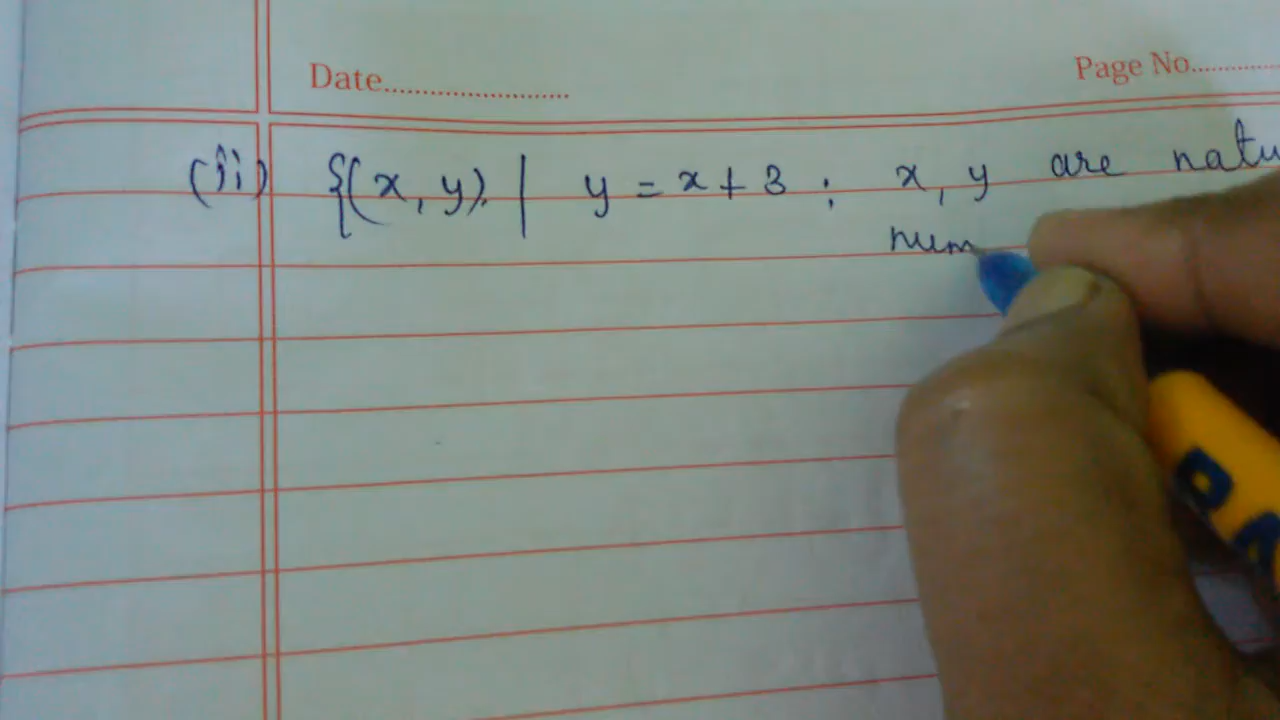 Date.......................
Page No.............
(ii) {(x, y) | y = x + 3 ; x, y are natu
num